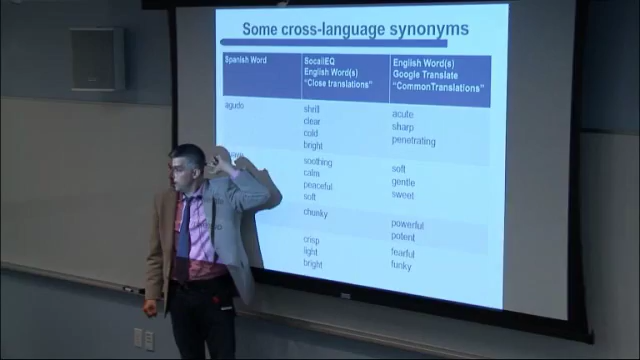 Some cross-language synonyms
Spanish Word
SocialEQ
English Word(s)
"Close translations"
English Word(s)
Google Translate
"CommonTranslations"
agudo
shrill
clear
cold
bright
acute
sharp
penetrating
soothing
calm
peaceful
soft
soft
gentle
sweet
chunky
powerful
potent
crisp
light
bright
fearful
funky